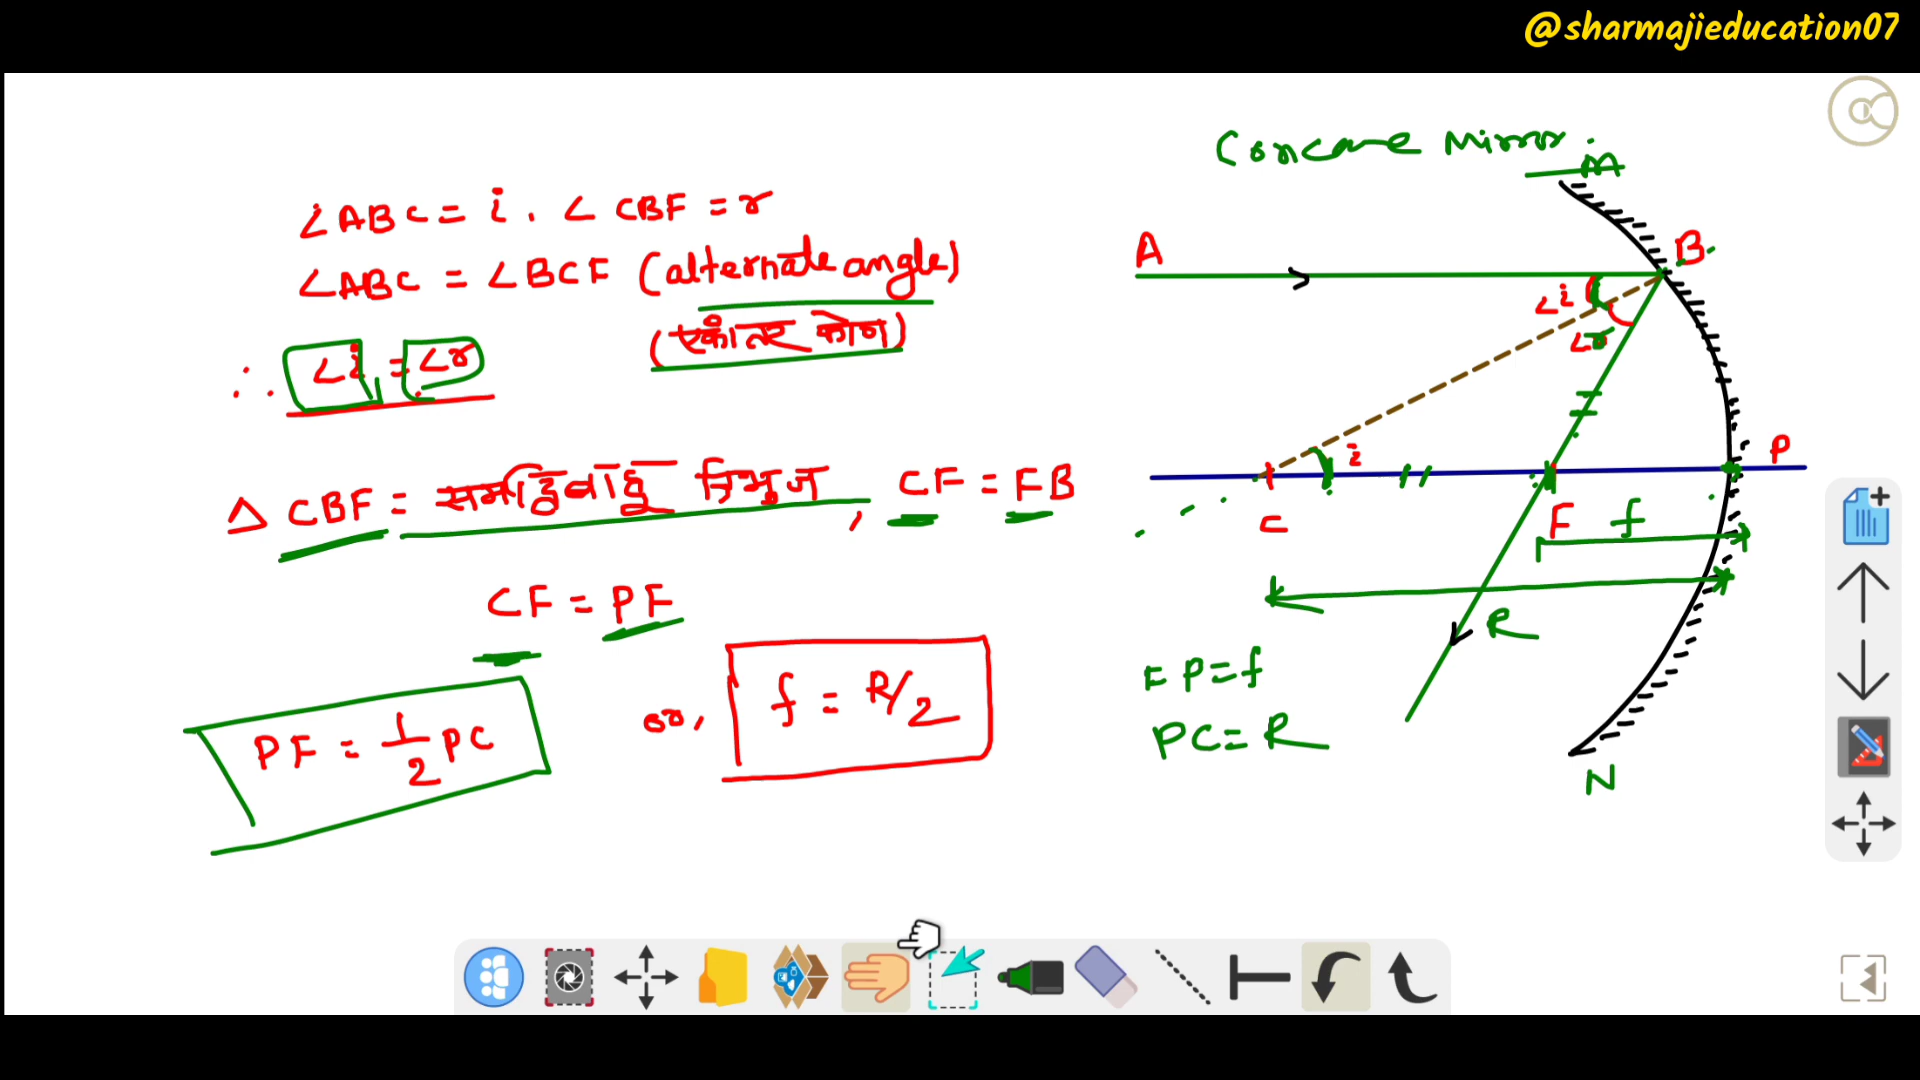 @sharmajieducation07
Concave Mirror.
M
∠ABC = i . ∠CBF = r
∠ABC = ∠BCF (alternate angle)
(एकांतर कोण)
∴ ∠i = ∠r
Δ CBF = समद्विबाहु त्रिभुज , CF = FB
CF = PF
PF = 1/2 PC
or, f = R/2
A
B
∠i
∠r
i
P
C
F f
R
FP = f
PC = R
N